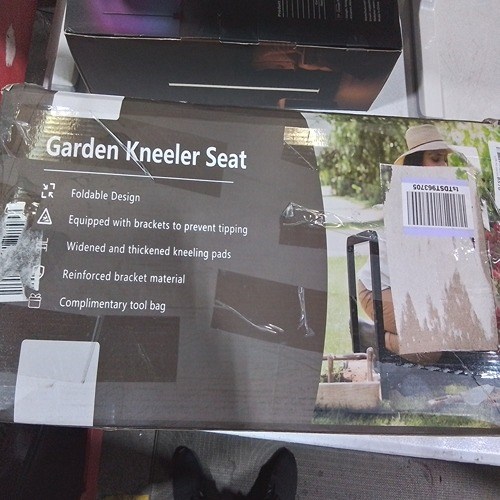 Garden Kneeler Seat
Foldable Design
Equipped with brackets to prevent tipping
Widened and thickened kneeling pads
Reinforced bracket material
Complimentary tool bag